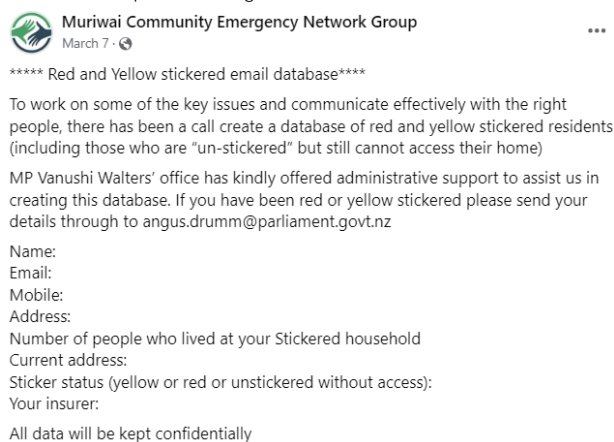 Muriwai Community Emergency Network Group
March 7 ·
***** Red and Yellow stickered email database****
To work on some of the key issues and communicate effectively with the right
people, there has been a call create a database of red and yellow stickered residents
(including those who are "un-stickered" but still cannot access their home)
MP Vanushi Walters' office has kindly offered administrative support to assist us in
creating this database. If you have been red or yellow stickered please send your
details through to angus.drumm@parliament.govt.nz
Name:
Email:
Mobile:
Address:
Number of people who lived at your Stickered household
Current address:
Sticker status (yellow or red or unstickered without access):
Your insurer:
All data will be kept confidentially